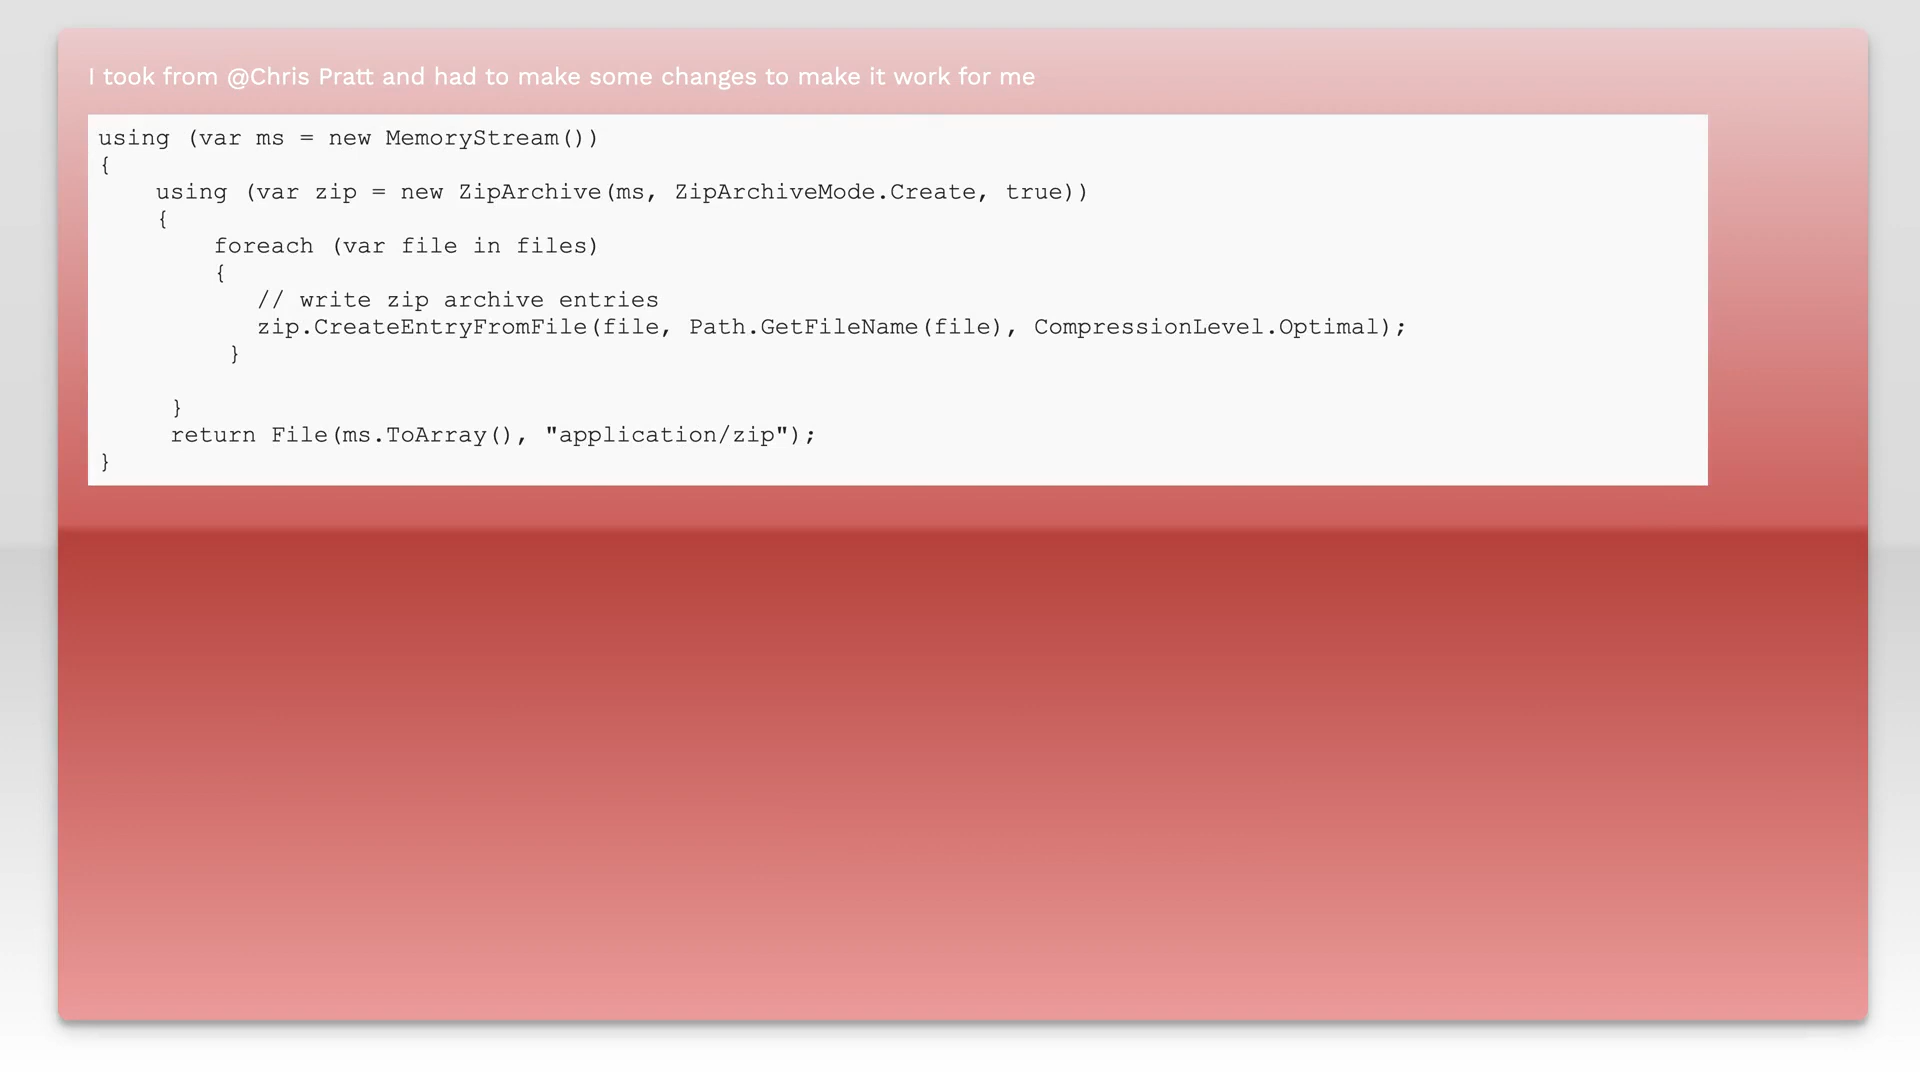 I took from @Chris Pratt and had to make some changes to make it work for me
using (var ms = new MemoryStream())
{
    using (var zip = new ZipArchive(ms, ZipArchiveMode.Create, true))
    {
        foreach (var file in files)
        {
           // write zip archive entries
           zip.CreateEntryFromFile(file, Path.GetFileName(file), CompressionLevel.Optimal);
         }

     }
     return File(ms.ToArray(), "application/zip");
}